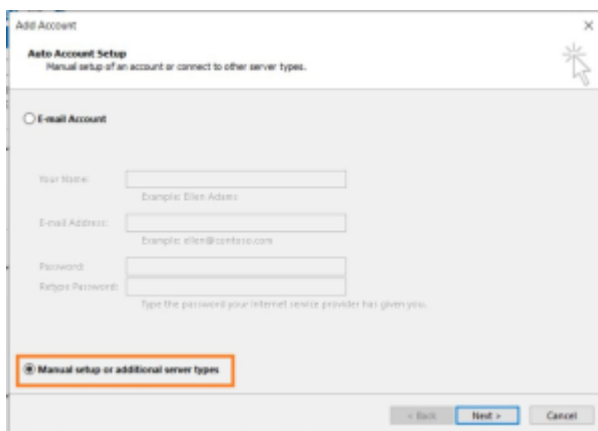 Add Account
Auto Account Setup
Manual setup of an account or connect to other server types.
E-mail Account
Your Name:
Example: Ellen Adams
E-mail Address:
Example: ellen@contoso.com
Password:
Retype Password:
Type the password your Internet service provider has given you.
Manual setup or additional server types
< Back Next > Cancel